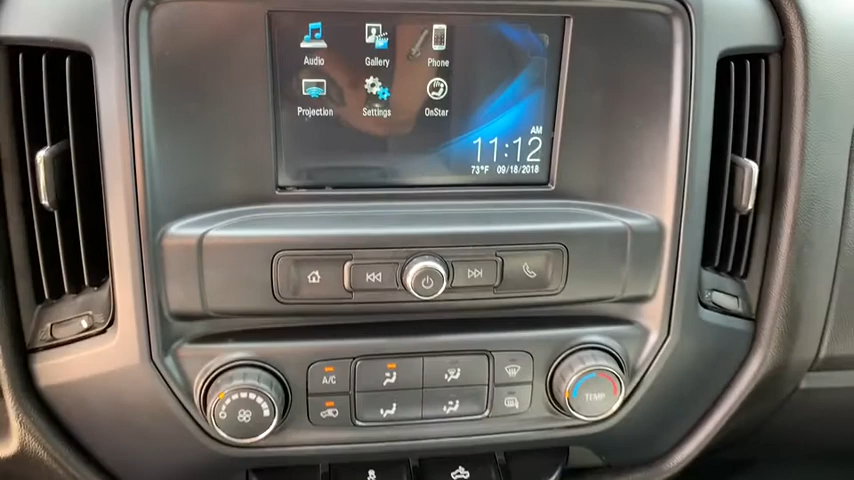 Audio Gallery Phone
Projection Settings OnStar
AM
11:12
73°F 09/18/2018
A/C
TEMP